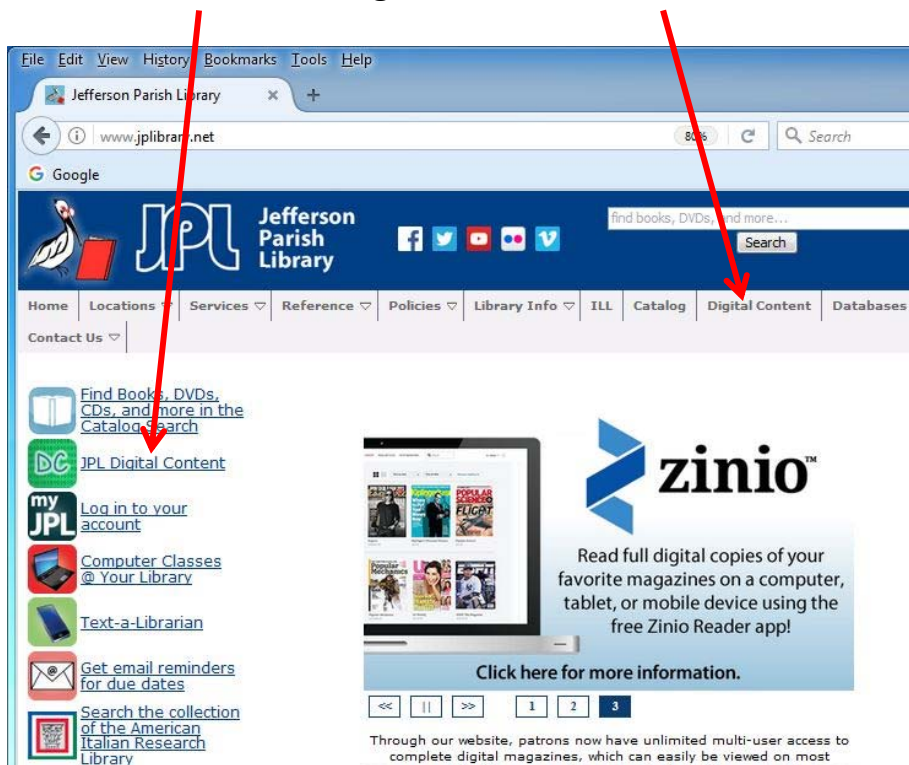 File Edit View History Bookmarks Tools Help
Jefferson Parish Library × +
www.jplibrary.net 80% Search
Google
JPL Jefferson
Parish
Library
find books, DVDs, and more...
Search
Home Locations Services Reference Policies Library Info ILL Catalog Digital Content Databases
Contact Us
Find Books, DVDs,
CDs, and more in the
Catalog Search
DC JPL Digital Content
my
JPL
Log in to your
account
Computer Classes
@ Your Library
Text-a-Librarian
Get email reminders
for due dates
Search the collection
of the American
Italian Research
Library
zinio™
Read full digital copies of your
favorite magazines on a computer,
tablet, or mobile device using the
free Zinio Reader app!
Click here for more information.
<< || >> 1 2 3
Through our website, patrons now have unlimited multi-user access to
complete digital magazines, which can easily be viewed on most